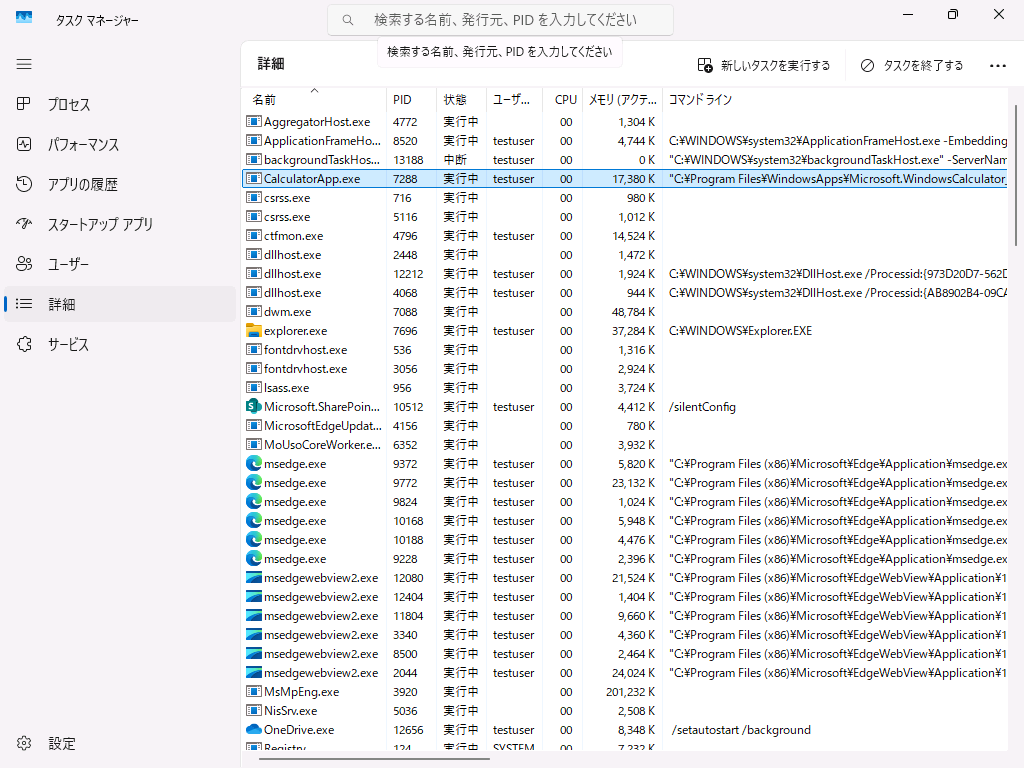 タスク マネージャー
検索する名前、発行元、PID を入力してください
検索する名前、発行元、PID を入力してください
詳細
新しいタスクを実行する
タスクを終了する
プロセス
パフォーマンス
アプリの履歴
スタートアップ アプリ
ユーザー
詳細
サービス
設定
名前 PID 状態 ユーザ... CPU メモリ (アクテ... コマンド ライン
AggregatorHost.exe 4772 実行中 00 1,304 K
ApplicationFrameHo... 8520 実行中 testuser 00 4,744 K C:¥WINDOWS¥system32¥ApplicationFrameHost.exe -Embedding
backgroundTaskHos... 13188 中断 testuser 00 0 K "C:¥WINDOWS¥system32¥backgroundTaskHost.exe" -ServerNam
CalculatorApp.exe 7288 実行中 testuser 00 17,380 K "C:¥Program Files¥WindowsApps¥Microsoft.WindowsCalculator_
csrss.exe 716 実行中 00 980 K
csrss.exe 5116 実行中 00 1,012 K
ctfmon.exe 4796 実行中 testuser 00 14,524 K
dllhost.exe 2448 実行中 00 1,472 K
dllhost.exe 12212 実行中 testuser 00 1,924 K C:¥WINDOWS¥system32¥DllHost.exe /Processid:{973D20D7-562D
dllhost.exe 4068 実行中 testuser 00 944 K C:¥WINDOWS¥system32¥DllHost.exe /Processid:{AB8902B4-09CA
dwm.exe 7088 実行中 00 48,784 K
explorer.exe 7696 実行中 testuser 00 37,284 K C:¥WINDOWS¥Explorer.EXE
fontdrvhost.exe 536 実行中 00 1,316 K
fontdrvhost.exe 3056 実行中 00 2,924 K
lsass.exe 956 実行中 00 3,724 K
Microsoft.SharePoin... 10512 実行中 testuser 00 4,412 K /silentConfig
MicrosoftEdgeUpdat... 4156 実行中 00 780 K
MoUsoCoreWorker.e... 6352 実行中 00 3,932 K
msedge.exe 9372 実行中 testuser 00 5,820 K "C:¥Program Files (x86)¥Microsoft¥Edge¥Application¥msedge.ex
msedge.exe 9772 実行中 testuser 00 23,132 K "C:¥Program Files (x86)¥Microsoft¥Edge¥Application¥msedge.ex
msedge.exe 9824 実行中 testuser 00 1,024 K "C:¥Program Files (x86)¥Microsoft¥Edge¥Application¥msedge.ex
msedge.exe 10168 実行中 testuser 00 5,948 K "C:¥Program Files (x86)¥Microsoft¥Edge¥Application¥msedge.ex
msedge.exe 10188 実行中 testuser 00 4,476 K "C:¥Program Files (x86)¥Microsoft¥Edge¥Application¥msedge.ex
msedge.exe 9228 実行中 testuser 00 2,396 K "C:¥Program Files (x86)¥Microsoft¥Edge¥Application¥msedge.ex
msedgewebview2.exe 12080 実行中 testuser 00 21,524 K "C:¥Program Files (x86)¥Microsoft¥EdgeWebView¥Application¥1
msedgewebview2.exe 12404 実行中 testuser 00 1,404 K "C:¥Program Files (x86)¥Microsoft¥EdgeWebView¥Application¥1
msedgewebview2.exe 11804 実行中 testuser 00 9,660 K "C:¥Program Files (x86)¥Microsoft¥EdgeWebView¥Application¥1
msedgewebview2.exe 3340 実行中 testuser 00 4,360 K "C:¥Program Files (x86)¥Microsoft¥EdgeWebView¥Application¥1
msedgewebview2.exe 8500 実行中 testuser 00 2,464 K "C:¥Program Files (x86)¥Microsoft¥EdgeWebView¥Application¥1
msedgewebview2.exe 2044 実行中 testuser 00 24,024 K "C:¥Program Files (x86)¥Microsoft¥EdgeWebView¥Application¥1
MsMpEng.exe 3920 実行中 00 201,232 K
NisSrv.exe 5036 実行中 00 2,508 K
OneDrive.exe 12656 実行中 testuser 00 8,348 K /setautostart /background
Registry 124 実行中 SYSTEM 00 7,232 K